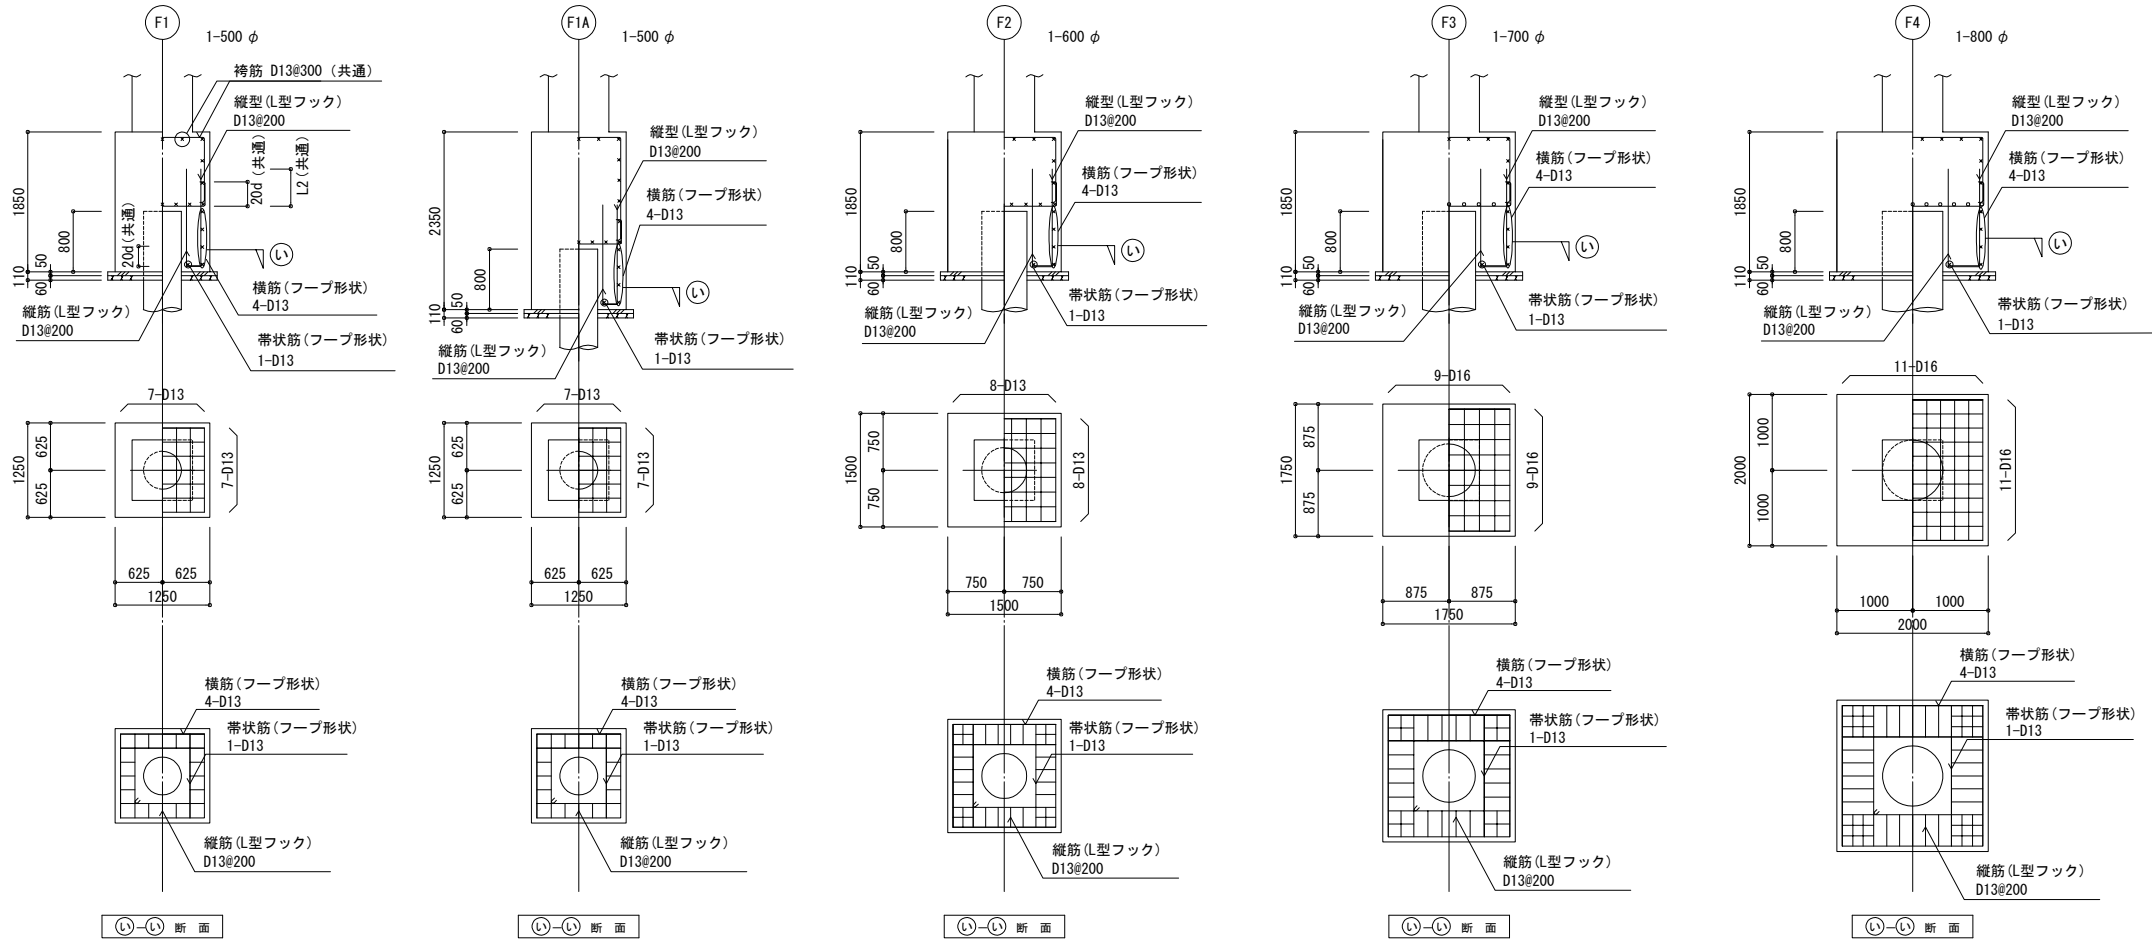 F1
1-500 φ
袴筋 D13@300 (共通)
縦型(L型フック)
D13@200
20d (共通)
L2 (共通)
20d(共通)
1850
800
110
50
60
い
横筋(フープ形状)
4-D13
縦筋(L型フック)
D13@200
帯状筋(フープ形状)
1-D13
7-D13
7-D13
1250
625
625
625
625
1250
横筋(フープ形状)
4-D13
帯状筋(フープ形状)
1-D13
縦筋(L型フック)
D13@200
い-い 断 面
F1A
1-500 φ
縦型(L型フック)
D13@200
横筋(フープ形状)
4-D13
2350
800
110
50
60
い
縦筋(L型フック)
D13@200
帯状筋(フープ形状)
1-D13
7-D13
7-D13
1250
625
625
625
625
1250
横筋(フープ形状)
4-D13
帯状筋(フープ形状)
1-D13
縦筋(L型フック)
D13@200
い-い 断 面
F2
1-600 φ
縦型(L型フック)
D13@200
横筋(フープ形状)
4-D13
1850
800
110
50
60
い
縦筋(L型フック)
D13@200
帯状筋(フープ形状)
1-D13
8-D13
8-D13
1500
750
750
750
750
1500
横筋(フープ形状)
4-D13
帯状筋(フープ形状)
1-D13
縦筋(L型フック)
D13@200
い-い 断 面
F3
1-700 φ
縦型(L型フック)
D13@200
横筋(フープ形状)
4-D13
1850
800
110
50
60
い
縦筋(L型フック)
D13@200
帯状筋(フープ形状)
1-D13
9-D16
9-D16
1750
875
875
875
875
1750
横筋(フープ形状)
4-D13
帯状筋(フープ形状)
1-D13
縦筋(L型フック)
D13@200
い-い 断 面
F4
1-800 φ
縦型(L型フック)
D13@200
横筋(フープ形状)
4-D13
1850
800
110
50
60
い
縦筋(L型フック)
D13@200
帯状筋(フープ形状)
1-D13
11-D16
11-D16
2000
1000
1000
1000
1000
2000
横筋(フープ形状)
4-D13
帯状筋(フープ形状)
1-D13
縦筋(L型フック)
D13@200
い-い 断 面